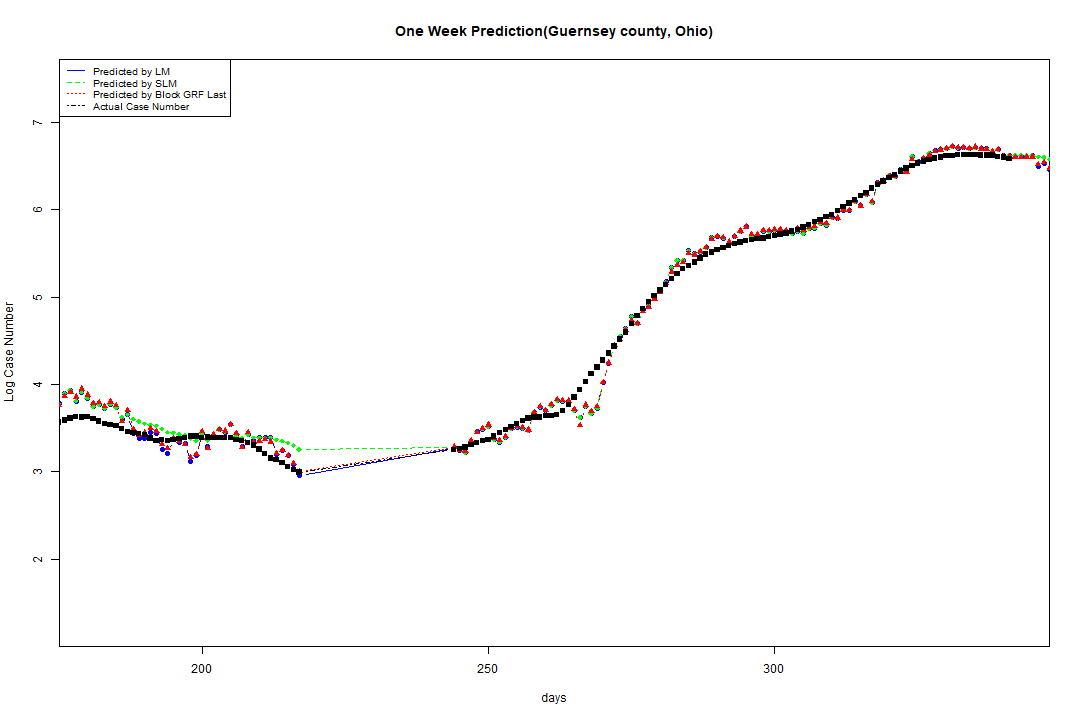 One Week Prediction(Guernsey county, Ohio)
Predicted by LM
Predicted by SLM
Predicted by Block GRF Last
Actual Case Number
7
6
5
4
3
2
Log Case Number
200
250
300
days